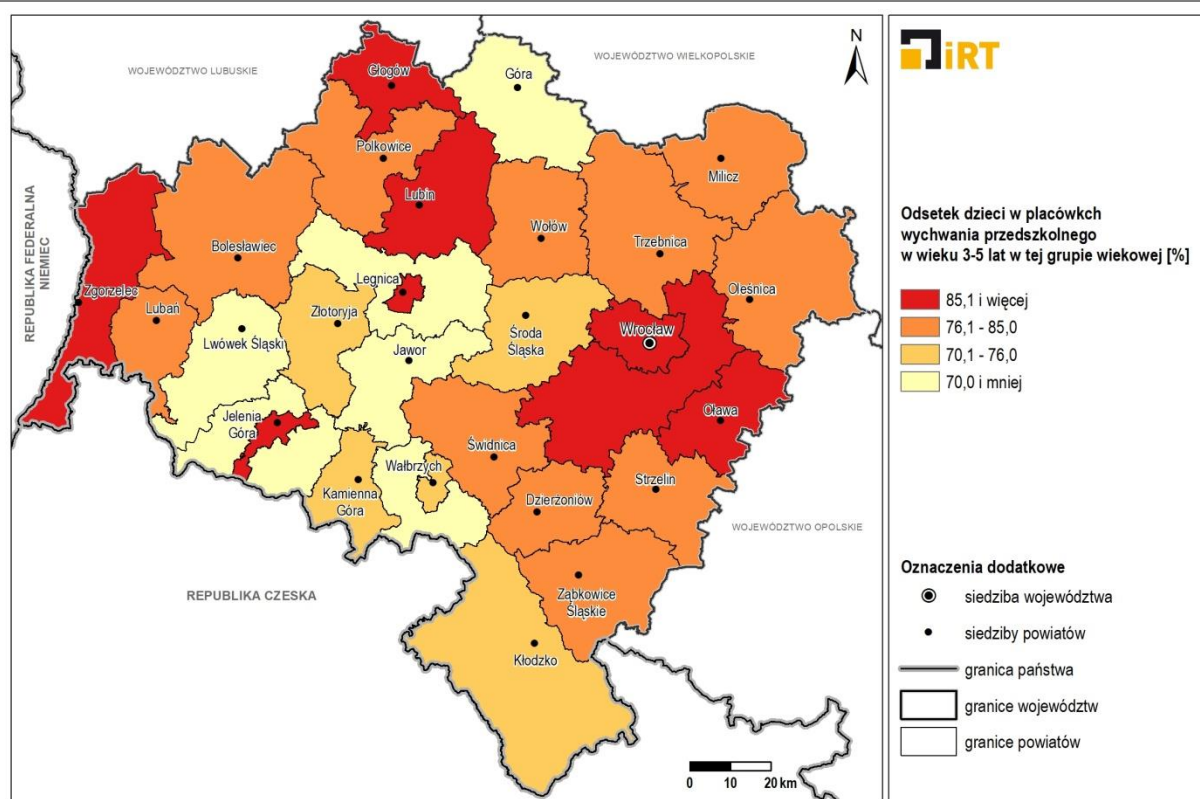 WOJEWÓDZTWO LUBUSKIE
WOJEWÓDZTWO WIELKOPOLSKIE
N
Głogów
Góra
Polkowice
Milicz
Lubin
REPUBLIKA FEDERALNA
NIEMIEC
Bolesławiec
Wołów
Trzebnica
Legnica
Oleśnica
Zgorzelec
Lubań
Złotoryja
Lwówek Śląski
Środa
Śląska
Wrocław
Jawor
Jelenia
Góra
Oława
Świdnica
Wałbrzych
Kamienna
Góra
Dzierżoniów
Strzelin
WOJEWÓDZTWO OPOLSKIE
REPUBLIKA CZESKA
Ząbkowice
Śląskie
Kłodzko
0 10 20 km
iRT
Odsetek dzieci w placówkch
wychwania przedszkolnego
w wieku 3-5 lat w tej grupie wiekowej [%]
85,1 i więcej
76,1 - 85,0
70,1 - 76,0
70,0 i mniej
Oznaczenia dodatkowe
siedziba województwa
siedziby powiatów
granica państwa
granice województw
granice powiatów